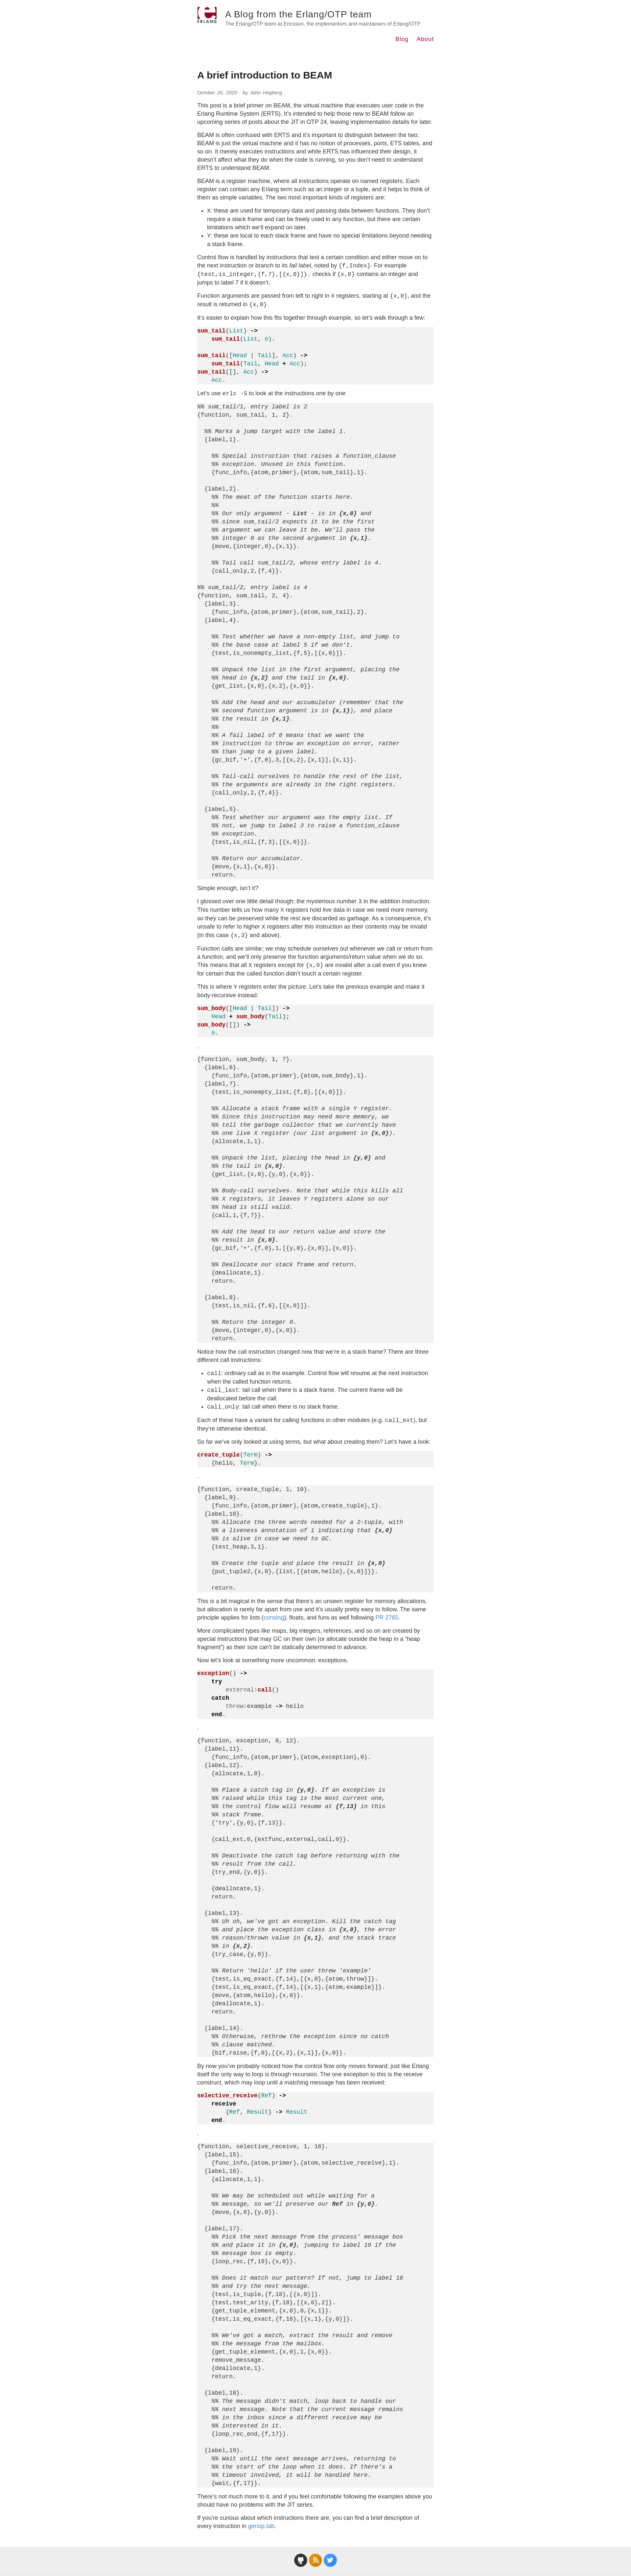 ERLANG
A Blog from the Erlang/OTP team
The Erlang/OTP team at Ericsson, the implementors and maintainers of Erlang/OTP.
Blog About
A brief introduction to BEAM
October 20, 2020 · by John Högberg .
This post is a brief primer on BEAM, the virtual machine that executes user code in the
Erlang Runtime System (ERTS). It's intended to help those new to BEAM follow an
upcoming series of posts about the JIT in OTP 24, leaving implementation details for later.
BEAM is often confused with ERTS and it's important to distinguish between the two;
BEAM is just the virtual machine and it has no notion of processes, ports, ETS tables, and
so on. It merely executes instructions and while ERTS has influenced their design, it
doesn't affect what they do when the code is running, so you don't need to understand
ERTS to understand BEAM.
BEAM is a register machine, where all instructions operate on named registers. Each
register can contain any Erlang term such as an integer or a tuple, and it helps to think of
them as simple variables. The two most important kinds of registers are:
• X: these are used for temporary data and passing data between functions. They don't
require a stack frame and can be freely used in any function, but there are certain
limitations which we'll expand on later.
• Y: these are local to each stack frame and have no special limitations beyond needing
a stack frame.
Control flow is handled by instructions that test a certain condition and either move on to
the next instruction or branch to its fail label, noted by {f,Index}. For example
{test,is_integer,{f,7},[{x,0}]}. checks if {x,0} contains an integer and
jumps to label 7 if it doesn't.
Function arguments are passed from left to right in X registers, starting at {x,0}, and the
result is returned in {x,0}.
It's easier to explain how this fits together through example, so let's walk through a few:
sum_tail(List) ->
    sum_tail(List, 0).
sum_tail([Head | Tail], Acc) ->
    sum_tail(Tail, Head + Acc);
sum_tail([], Acc) ->
    Acc.
Let's use erlc -S to look at the instructions one by one:
%% sum_tail/1, entry label is 2
{function, sum_tail, 1, 2}.
  %% Marks a jump target with the label 1.
  {label,1}.
    %% Special instruction that raises a function_clause
    %% exception. Unused in this function.
    {func_info,{atom,primer},{atom,sum_tail},1}.
  {label,2}.
    %% The meat of the function starts here.
    %%
    %% Our only argument - List - is in {x,0} and
    %% since sum_tail/2 expects it to be the first
    %% argument we can leave it be. We'll pass the
    %% integer 0 as the second argument in {x,1}.
    {move,{integer,0},{x,1}}.
    %% Tail call sum_tail/2, whose entry label is 4.
    {call_only,2,{f,4}}.
%% sum_tail/2, entry label is 4
{function, sum_tail, 2, 4}.
  {label,3}.
    {func_info,{atom,primer},{atom,sum_tail},2}.
  {label,4}.
    %% Test whether we have a non-empty list, and jump to
    %% the base case at label 5 if we don't.
    {test,is_nonempty_list,{f,5},[{x,0}]}.
    %% Unpack the list in the first argument, placing the
    %% head in {x,2} and the tail in {x,0}.
    {get_list,{x,0},{x,2},{x,0}}.
    %% Add the head and our accumulator (remember that the
    %% second function argument is in {x,1}), and place
    %% the result in {x,1}.
    %%
    %% A fail label of 0 means that we want the
    %% instruction to throw an exception on error, rather
    %% than jump to a given label.
    {gc_bif,'+',{f,0},3,[{x,2},{x,1}],{x,1}}.
    %% Tail-call ourselves to handle the rest of the list,
    %% the arguments are already in the right registers.
    {call_only,2,{f,4}}.
  {label,5}.
    %% Test whether our argument was the empty list. If
    %% not, we jump to label 3 to raise a function_clause
    %% exception.
    {test,is_nil,{f,3},[{x,0}]}.
    %% Return our accumulator.
    {move,{x,1},{x,0}}.
    return.
Simple enough, isn't it?
I glossed over one little detail though; the mysterious number 3 in the addition instruction.
This number tells us how many X registers hold live data in case we need more memory,
so they can be preserved while the rest are discarded as garbage. As a consequence, it's
unsafe to refer to higher X registers after this instruction as their contents may be invalid
(in this case {x,3} and above).
Function calls are similar; we may schedule ourselves out whenever we call or return from
a function, and we'll only preserve the function arguments/return value when we do so.
This means that all X registers except for {x,0} are invalid after a call even if you knew
for certain that the called function didn't touch a certain register.
This is where Y registers enter the picture. Let's take the previous example and make it
body-recursive instead:
sum_body([Head | Tail]) ->
    Head + sum_body(Tail);
sum_body([]) ->
    0.
.
{function, sum_body, 1, 7}.
  {label,6}.
    {func_info,{atom,primer},{atom,sum_body},1}.
  {label,7}.
    {test,is_nonempty_list,{f,8},[{x,0}]}.
    %% Allocate a stack frame with a single Y register.
    %% Since this instruction may need more memory, we
    %% tell the garbage collector that we currently have
    %% one live X register (our list argument in {x,0}).
    {allocate,1,1}.
    %% Unpack the list, placing the head in {y,0} and
    %% the tail in {x,0}.
    {get_list,{x,0},{y,0},{x,0}}.
    %% Body-call ourselves. Note that while this kills all
    %% X registers, it leaves Y registers alone so our
    %% head is still valid.
    {call,1,{f,7}}.
    %% Add the head to our return value and store the
    %% result in {x,0}.
    {gc_bif,'+',{f,0},1,[{y,0},{x,0}],{x,0}}.
    %% Deallocate our stack frame and return.
    {deallocate,1}.
    return.
  {label,8}.
    {test,is_nil,{f,6},[{x,0}]}.
    %% Return the integer 0.
    {move,{integer,0},{x,0}}.
    return.
Notice how the call instruction changed now that we're in a stack frame? There are three
different call instructions:
• call: ordinary call as in the example. Control flow will resume at the next instruction
when the called function returns.
• call_last: tail call when there is a stack frame. The current frame will be
deallocated before the call.
• call_only: tail call when there is no stack frame.
Each of these have a variant for calling functions in other modules (e.g. call_ext), but
they're otherwise identical.
So far we've only looked at using terms, but what about creating them? Let's have a look:
create_tuple(Term) ->
    {hello, Term}.
.
{function, create_tuple, 1, 10}.
  {label,9}.
    {func_info,{atom,primer},{atom,create_tuple},1}.
  {label,10}.
    %% Allocate the three words needed for a 2-tuple, with
    %% a liveness annotation of 1 indicating that {x,0}
    %% is alive in case we need to GC.
    {test_heap,3,1}.
    %% Create the tuple and place the result in {x,0}
    {put_tuple2,{x,0},{list,[{atom,hello},{x,0}]}}.
    return.
This is a bit magical in the sense that there's an unseen register for memory allocations,
but allocation is rarely far apart from use and it's usually pretty easy to follow. The same
principle applies for lists (consing), floats, and funs as well following PR 2765.
More complicated types like maps, big integers, references, and so on are created by
special instructions that may GC on their own (or allocate outside the heap in a "heap
fragment") as their size can't be statically determined in advance.
Now let's look at something more uncommon: exceptions.
exception() ->
    try
        external:call()
    catch
        throw:example -> hello
    end.
.
{function, exception, 0, 12}.
  {label,11}.
    {func_info,{atom,primer},{atom,exception},0}.
  {label,12}.
    {allocate,1,0}.
    %% Place a catch tag in {y,0}. If an exception is
    %% raised while this tag is the most current one,
    %% the control flow will resume at {f,13} in this
    %% stack frame.
    {'try',{y,0},{f,13}}.
    {call_ext,0,{extfunc,external,call,0}}.
    %% Deactivate the catch tag before returning with the
    %% result from the call.
    {try_end,{y,0}}.
    {deallocate,1}.
    return.
  {label,13}.
    %% Uh oh, we've got an exception. Kill the catch tag
    %% and place the exception class in {x,0}, the error
    %% reason/thrown value in {x,1}, and the stack trace
    %% in {x,2}.
    {try_case,{y,0}}.
    %% Return 'hello' if the user threw 'example'
    {test,is_eq_exact,{f,14},[{x,0},{atom,throw}]}.
    {test,is_eq_exact,{f,14},[{x,1},{atom,example}]}.
    {move,{atom,hello},{x,0}}.
    {deallocate,1}.
    return.
  {label,14}.
    %% Otherwise, rethrow the exception since no catch
    %% clause matched.
    {bif,raise,{f,0},[{x,2},{x,1}],{x,0}}.
By now you've probably noticed how the control flow only moves forward; just like Erlang
itself the only way to loop is through recursion. The one exception to this is the receive
construct, which may loop until a matching message has been received:
selective_receive(Ref) ->
    receive
        {Ref, Result} -> Result
    end.
.
{function, selective_receive, 1, 16}.
  {label,15}.
    {func_info,{atom,primer},{atom,selective_receive},1}.
  {label,16}.
    {allocate,1,1}.
    %% We may be scheduled out while waiting for a
    %% message, so we'll preserve our Ref in {y,0}.
    {move,{x,0},{y,0}}.
  {label,17}.
    %% Pick the next message from the process' message box
    %% and place it in {x,0}, jumping to label 19 if the
    %% message box is empty.
    {loop_rec,{f,19},{x,0}}.
    %% Does it match our pattern? If not, jump to label 18
    %% and try the next message.
    {test,is_tuple,{f,18},[{x,0}]}.
    {test,test_arity,{f,18},[{x,0},2]}.
    {get_tuple_element,{x,0},0,{x,1}}.
    {test,is_eq_exact,{f,18},[{x,1},{y,0}]}.
    %% We've got a match, extract the result and remove
    %% the message from the mailbox.
    {get_tuple_element,{x,0},1,{x,0}}.
    remove_message.
    {deallocate,1}.
    return.
  {label,18}.
    %% The message didn't match, loop back to handle our
    %% next message. Note that the current message remains
    %% in the inbox since a different receive may be
    %% interested in it.
    {loop_rec_end,{f,17}}.
  {label,19}.
    %% Wait until the next message arrives, returning to
    %% the start of the loop when it does. If there's a
    %% timeout involved, it will be handled here.
    {wait,{f,17}}.
There's not much more to it, and if you feel comfortable following the examples above you
should have no problems with the JIT series.
If you're curious about which instructions there are, you can find a brief description of
every instruction in genop.tab.